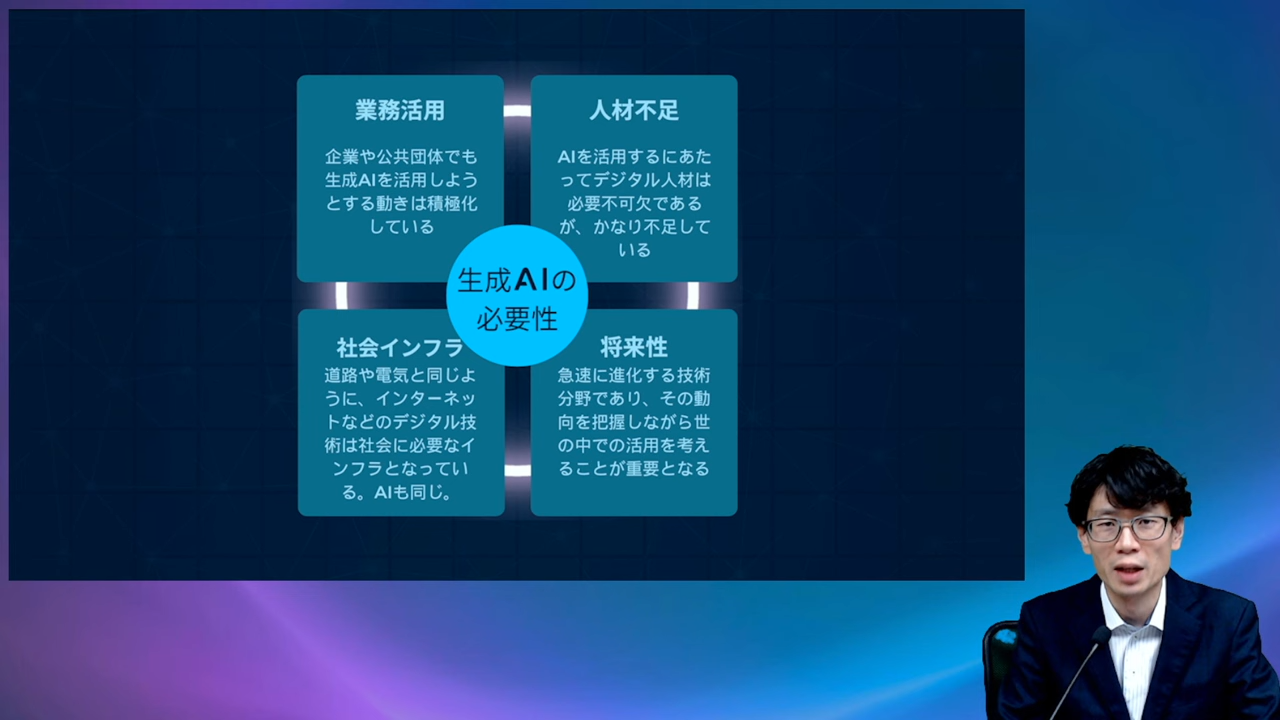 業務活用
企業や公共団体でも
生成AIを活用しよう
とする動きは積極化
している
人材不足
AIを活用するにあた
ってデジタル人材は
必要不可欠である
が、かなり不足して
いる
生成AIの
必要性
社会インフラ
道路や電気と同じよ
うに、インターネッ
トなどのデジタル技
術は社会に必要なイ
ンフラとなってい
る。AIも同じ。
将来性
急速に進化する技術
分野であり、その動
向を把握しながら世
の中での活用を考え
ることが重要となる